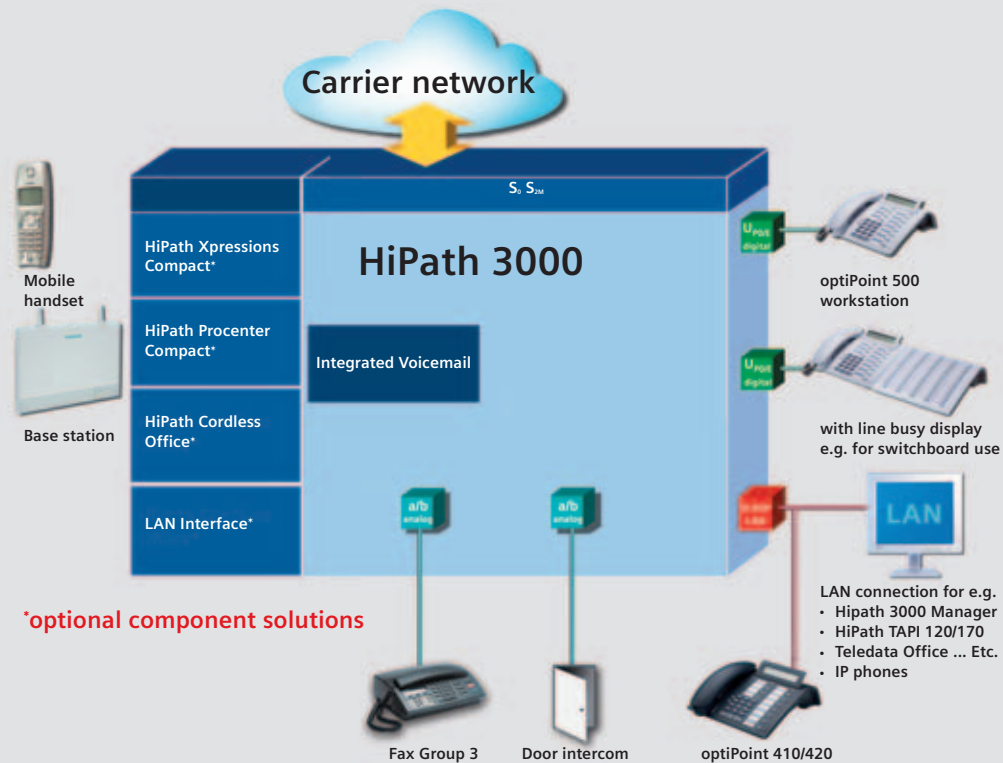 Carrier network
S₀ S₂ₘ
HiPath Xpressions
Compact*
HiPath 3000
Mobile
handset
HiPath Procenter
Compact*
Integrated Voicemail
Base station
HiPath Cordless
Office*
LAN Interface*
UP0/E
digital
optiPoint 500
workstation
UP0/E
digital
with line busy display
e.g. for switchboard use
a/b
analog
a/b
analog
LAN
LAN
LAN connection for e.g.
• Hipath 3000 Manager
• HiPath TAPI 120/170
• Teledata Office ... Etc.
• IP phones
*optional component solutions
Fax Group 3
Door intercom
optiPoint 410/420